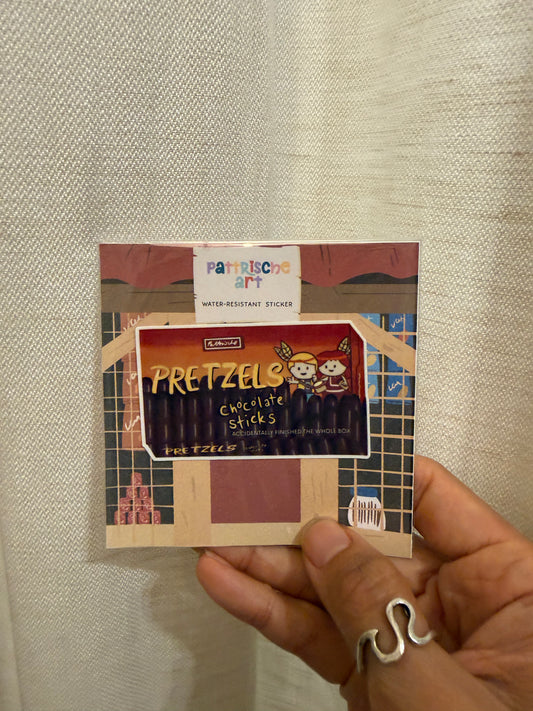 pattrische
art
WATER-RESISTANT STICKER
PRETZELS
chocolate
sticks
ACCIDENTALLY FINISHED THE WHOLE BOX
PRETZELS